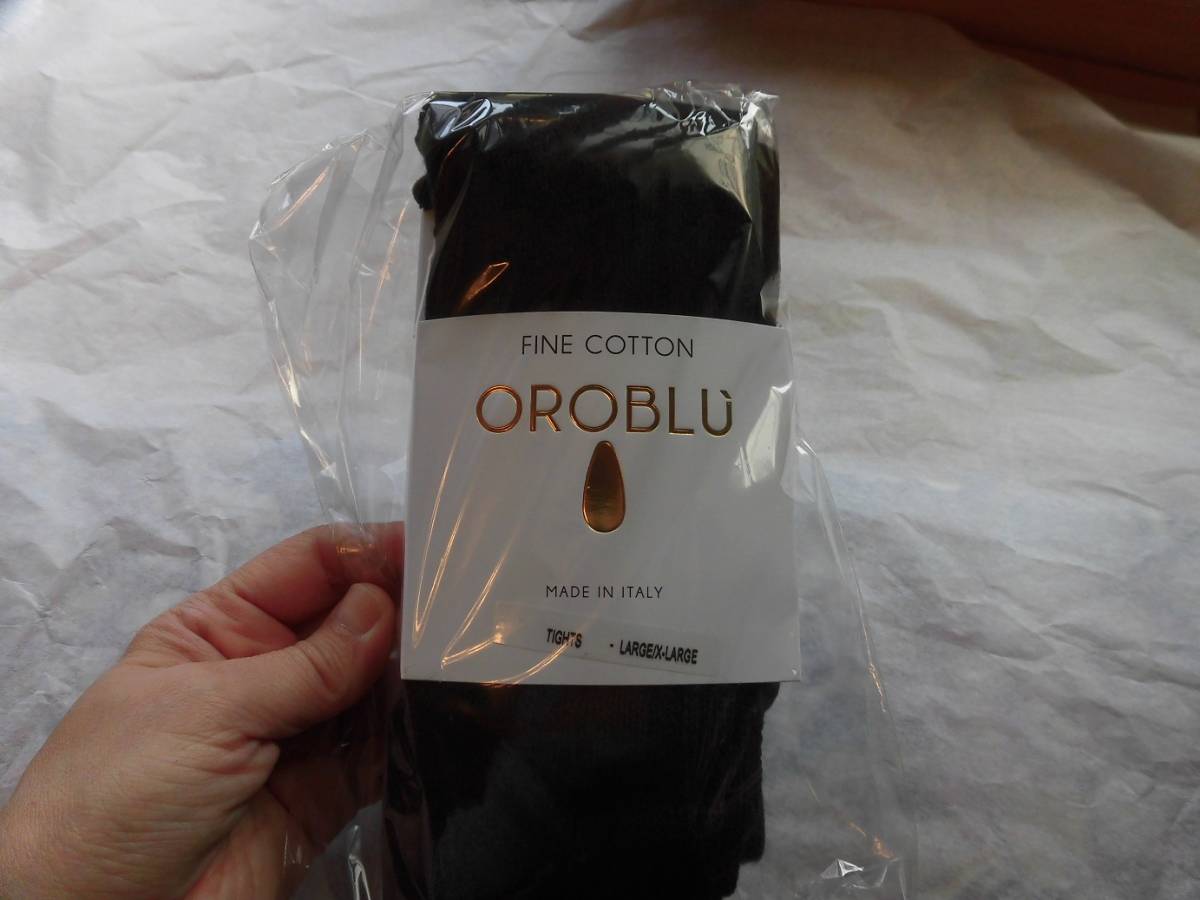 FINE COTTON
OROBLÙ
MADE IN ITALY
TIGHTS - LARGE/X-LARGE